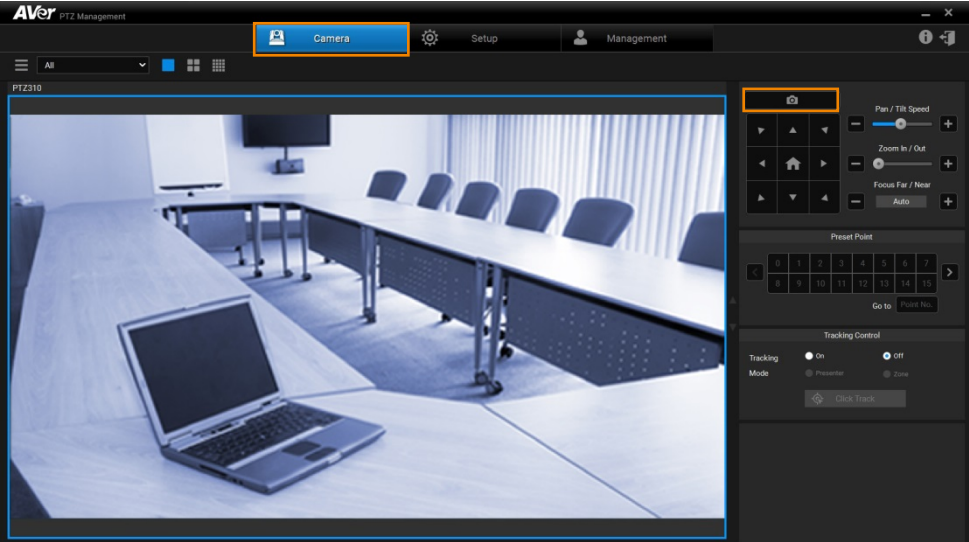 AVer PTZ Management
Camera
Setup
Management
All
PTZ310
Pan / Tilt Speed
Zoom In / Out
Focus Far / Near
Auto
Preset Point
0 1 2 3 4 5 6 7
8 9 10 11 12 13 14 15
Go to Point No.
Tracking Control
Tracking On Off
Mode Presenter Zone
Click Track